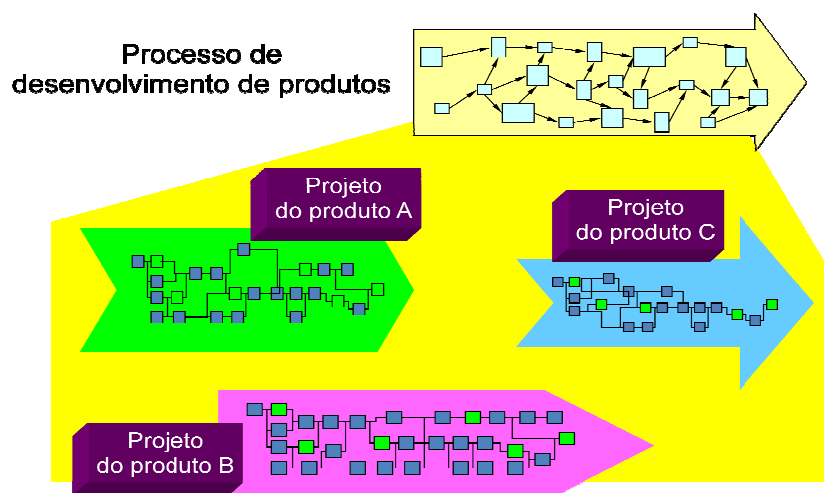 Processo de
desenvolvimento de produtos
Projeto
do produto A
Projeto
do produto C
Projeto
do produto B